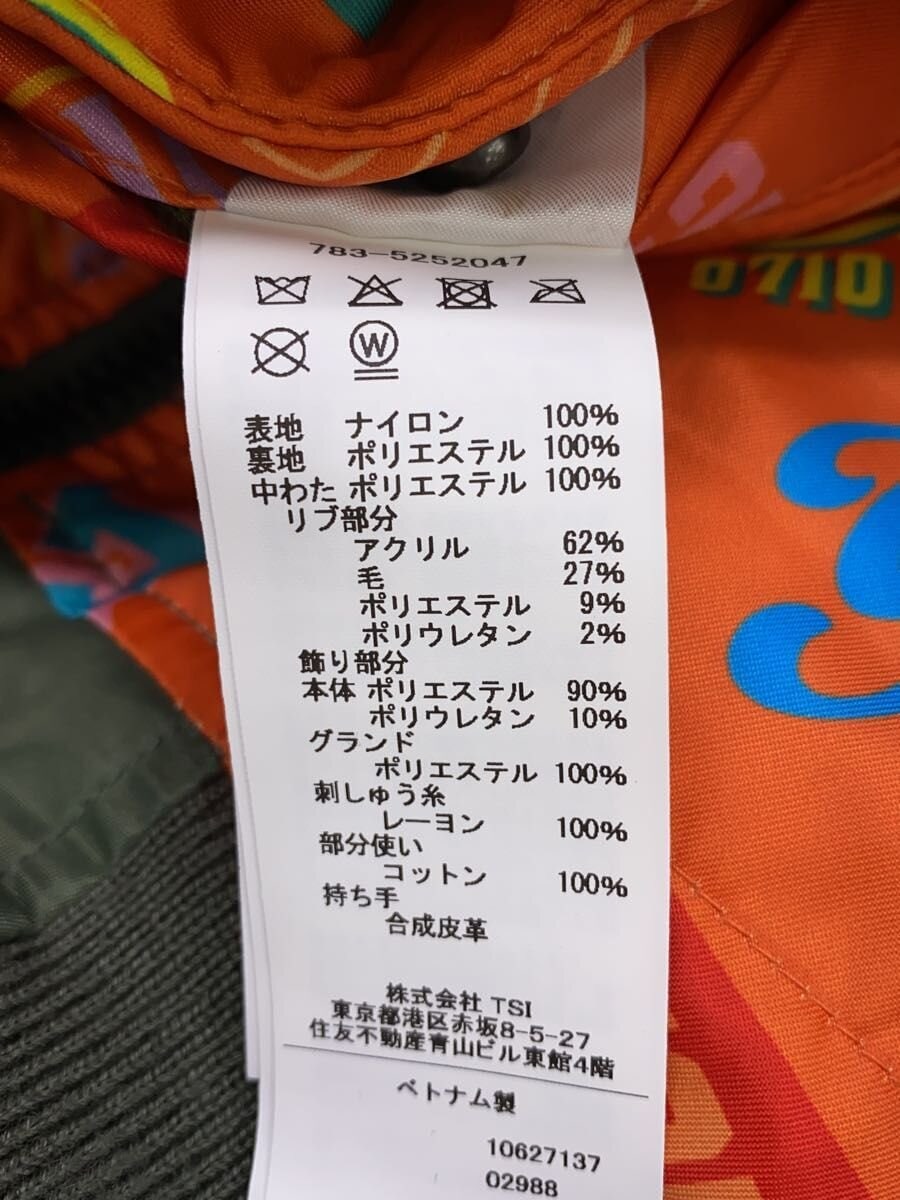 783-5252047
W
表地 ナイロン 100%
裏地 ポリエステル 100%
中わた ポリエステル 100%
リブ部分
アクリル 62%
毛 27%
ポリエステル 9%
ポリウレタン 2%
飾り部分
本体 ポリエステル 90%
ポリウレタン 10%
グランド
ポリエステル 100%
刺しゅう糸
レーヨン 100%
部分使い
コットン 100%
持ち手
合成皮革
株式会社 TSI
東京都港区赤坂8-5-27
住友不動産青山ビル東館4階
ベトナム製
10627137
02988